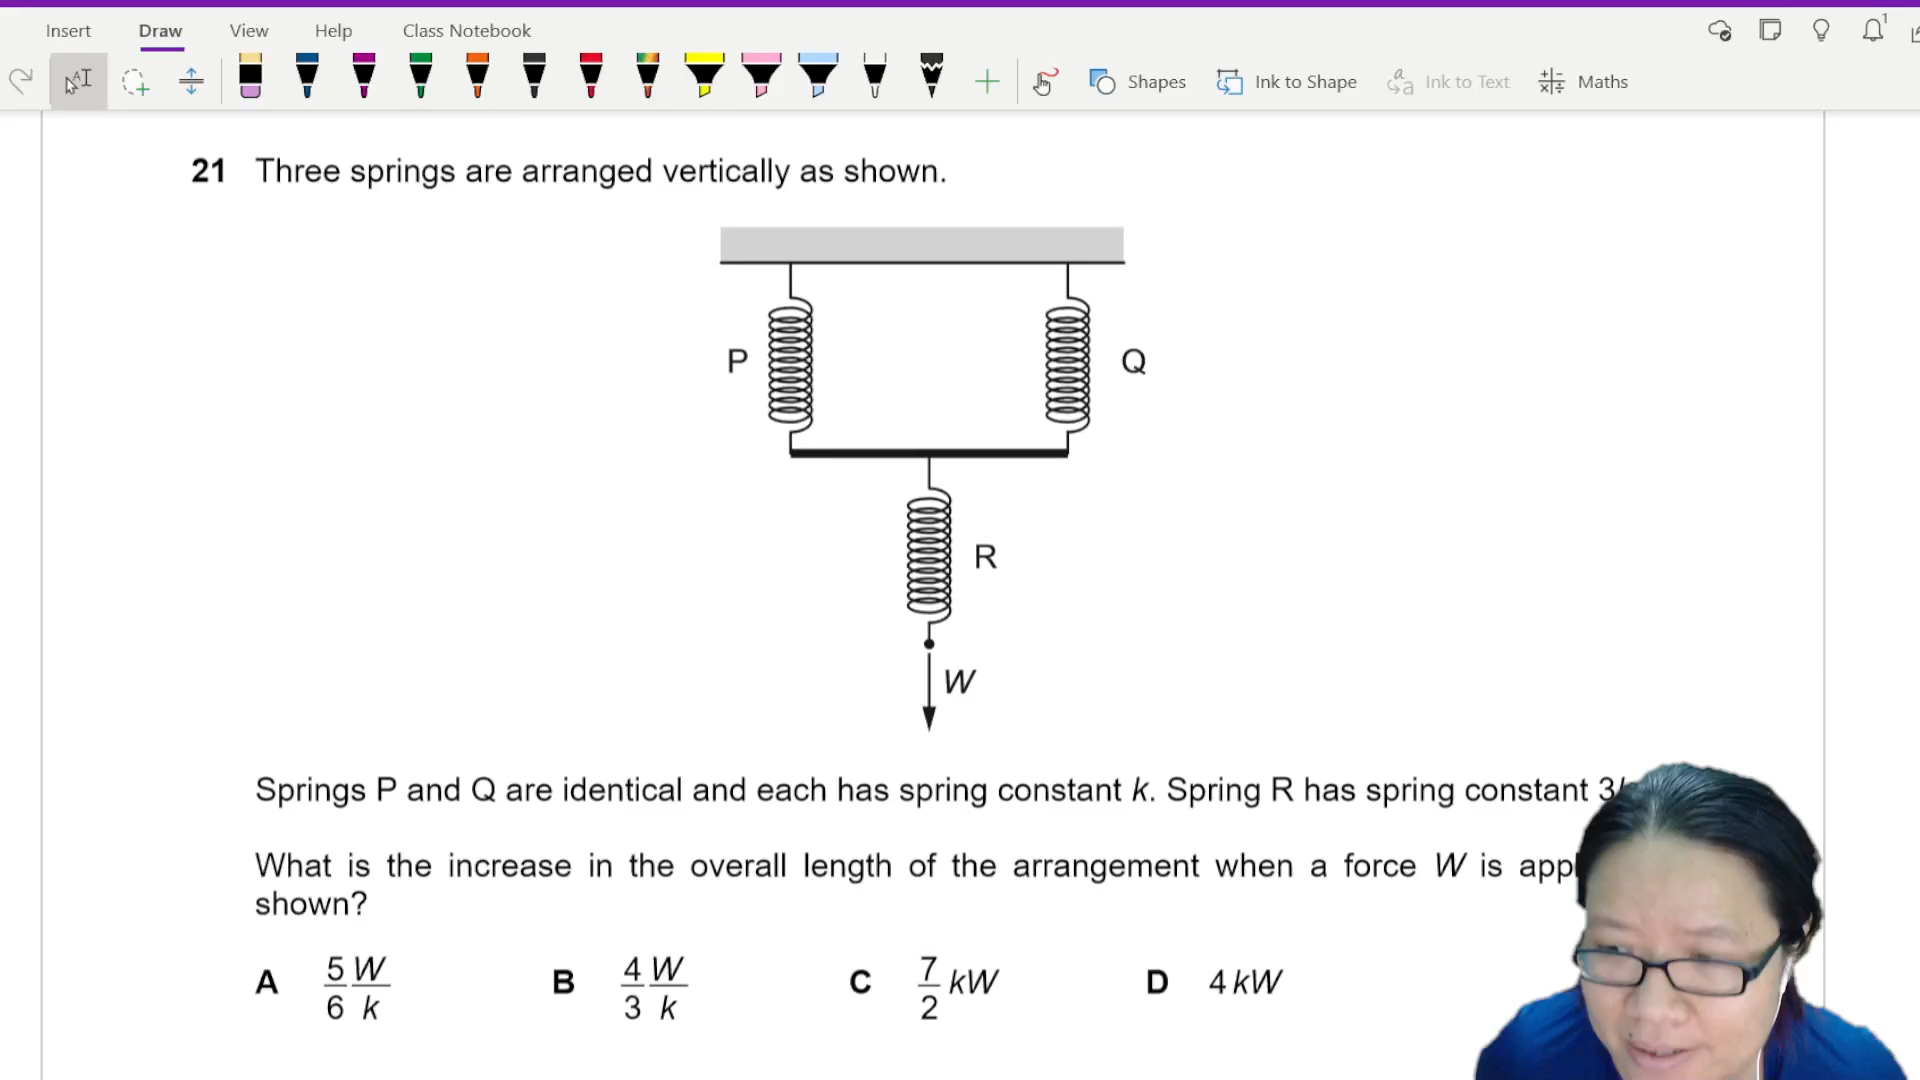 Insert Draw View Help Class Notebook 1
Shapes Ink to Shape Ink to Text Maths
21 Three springs are arranged vertically as shown.
P Q
R
W
Springs P and Q are identical and each has spring constant k. Spring R has spring constant 3
What is the increase in the overall length of the arrangement when a force W is
shown?
A 5/6 W/k B 4/3 W/k C 7/2 kW D 4 kW